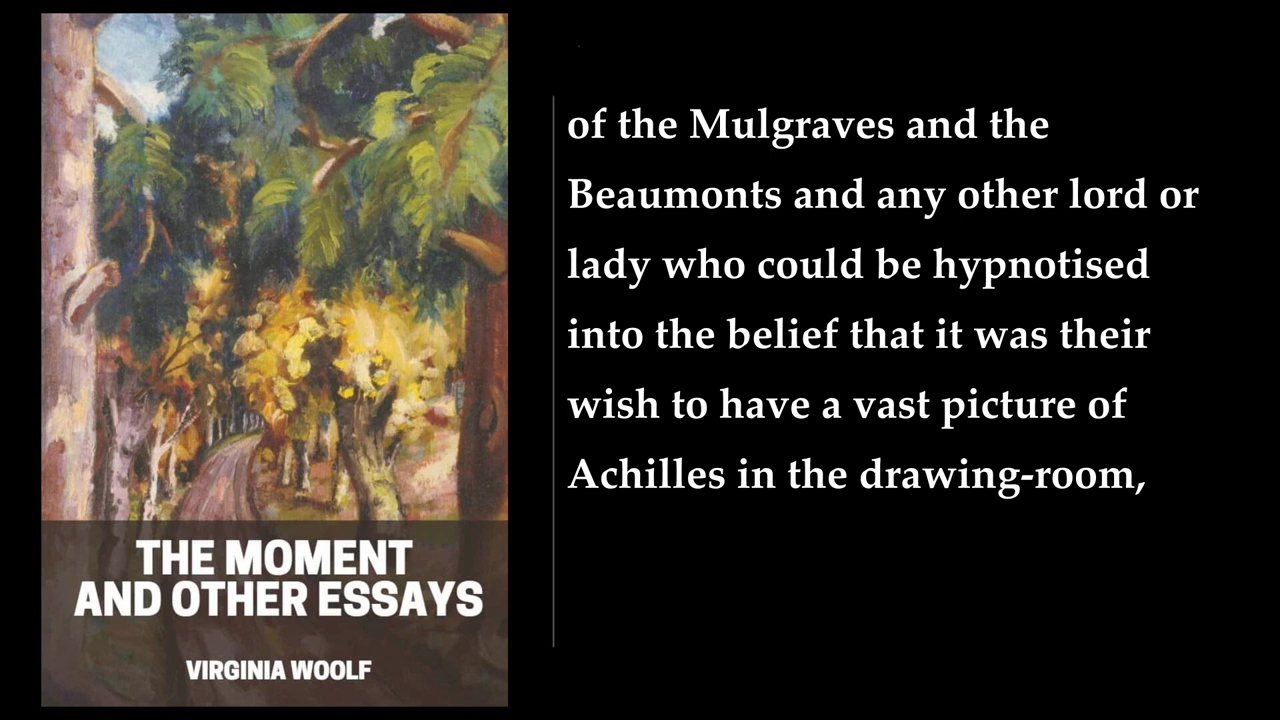 THE MOMENT
AND OTHER ESSAYS
VIRGINIA WOOLF
of the Mulgraves and the
Beaumonts and any other lord or
lady who could be hypnotised
into the belief that it was their
wish to have a vast picture of
Achilles in the drawing-room,